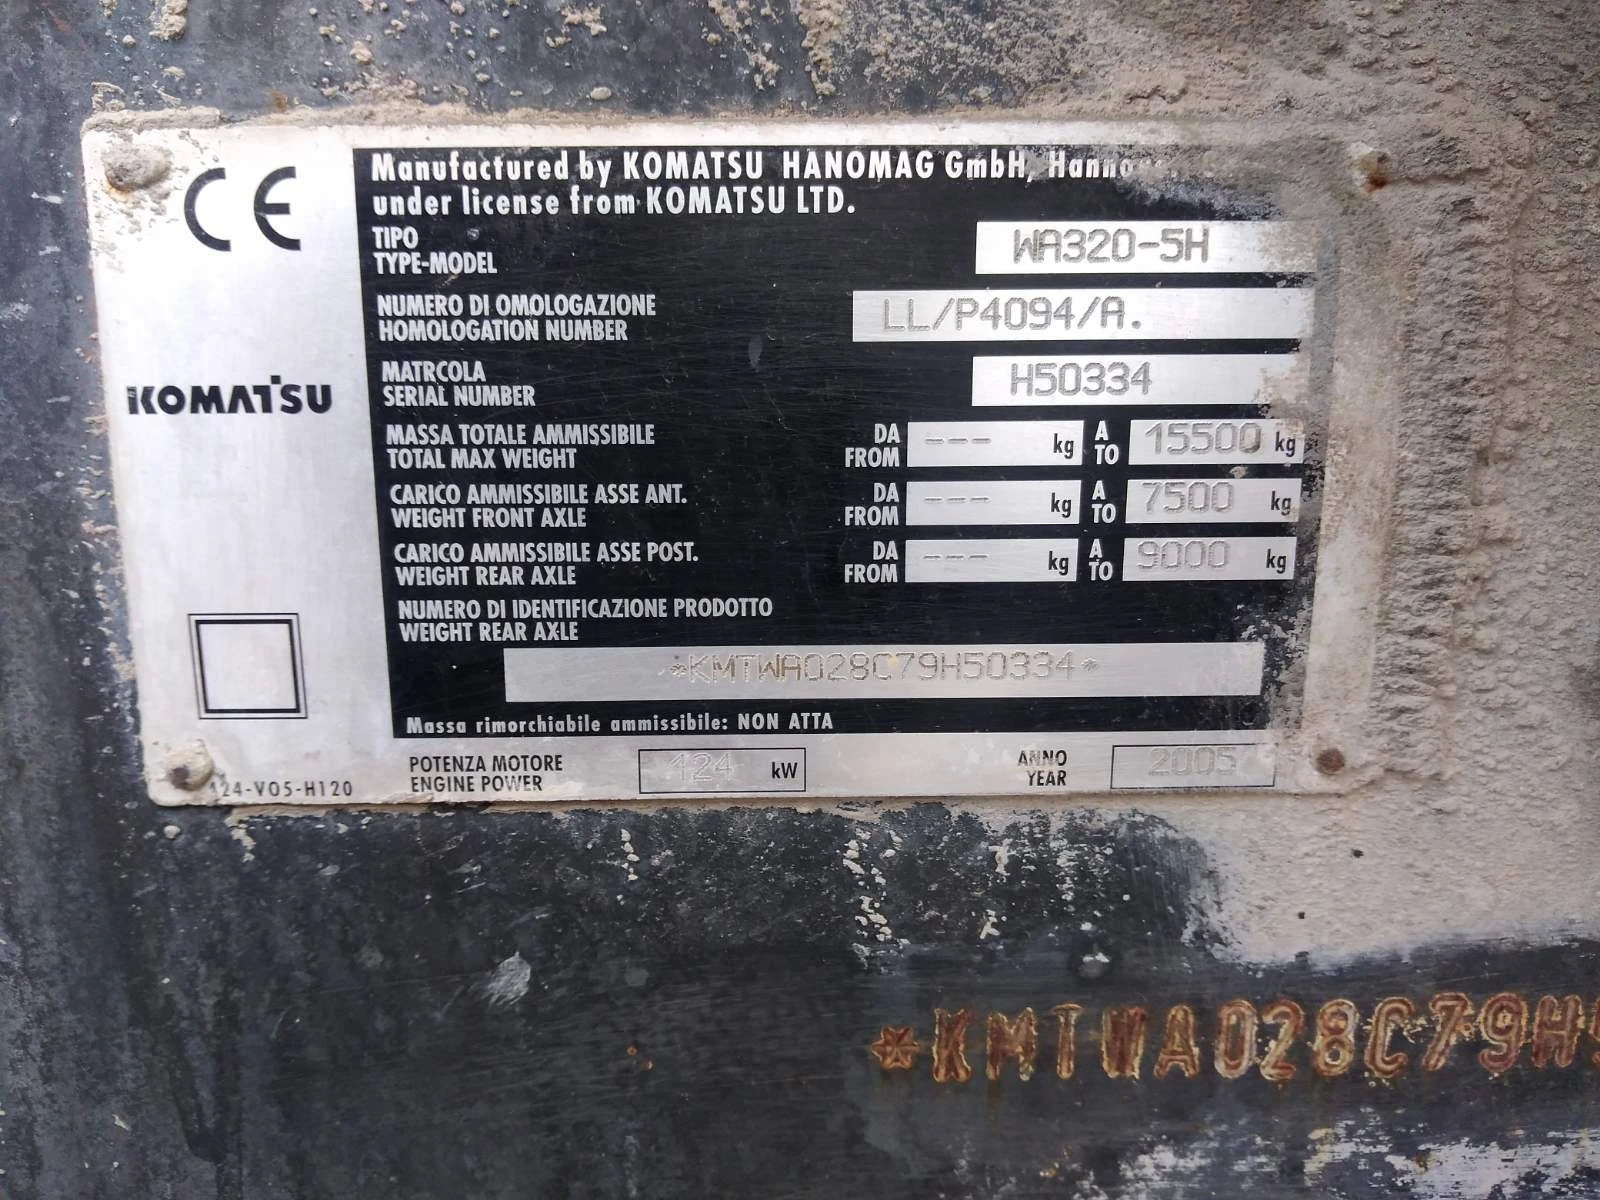 CE
Manufactured by KOMATSU HANOMAG GmbH,
under license from KOMATSU LTD.
TIPO
TYPE-MODEL
WA320-5H
NUMERO DI OMOLOGAZIONE
HOMOLOGATION NUMBER
LL/P4094/A.
MATRCOLA
SERIAL NUMBER
H50334
KOMATSU
MASSA TOTALE AMMISSIBILE
TOTAL MAX WEIGHT
DA
FROM
--- kg
A
TO
15500 kg
CARICO AMMISSIBILE ASSE ANT.
WEIGHT FRONT AXLE
DA
FROM
--- kg
A
TO
7500 kg
CARICO AMMISSIBILE ASSE POST.
WEIGHT REAR AXLE
DA
FROM
--- kg
A
TO
9000 kg
NUMERO DI IDENTIFICAZIONE PRODOTTO
WEIGHT REAR AXLE
*KMTWA028C79H50334*
Massa rimorchiabile ammissibile: NON ATTA
POTENZA MOTORE
ENGINE POWER
124 kW
ANNO
YEAR
2005
424-V05-H120
*KMTWA028C79H5